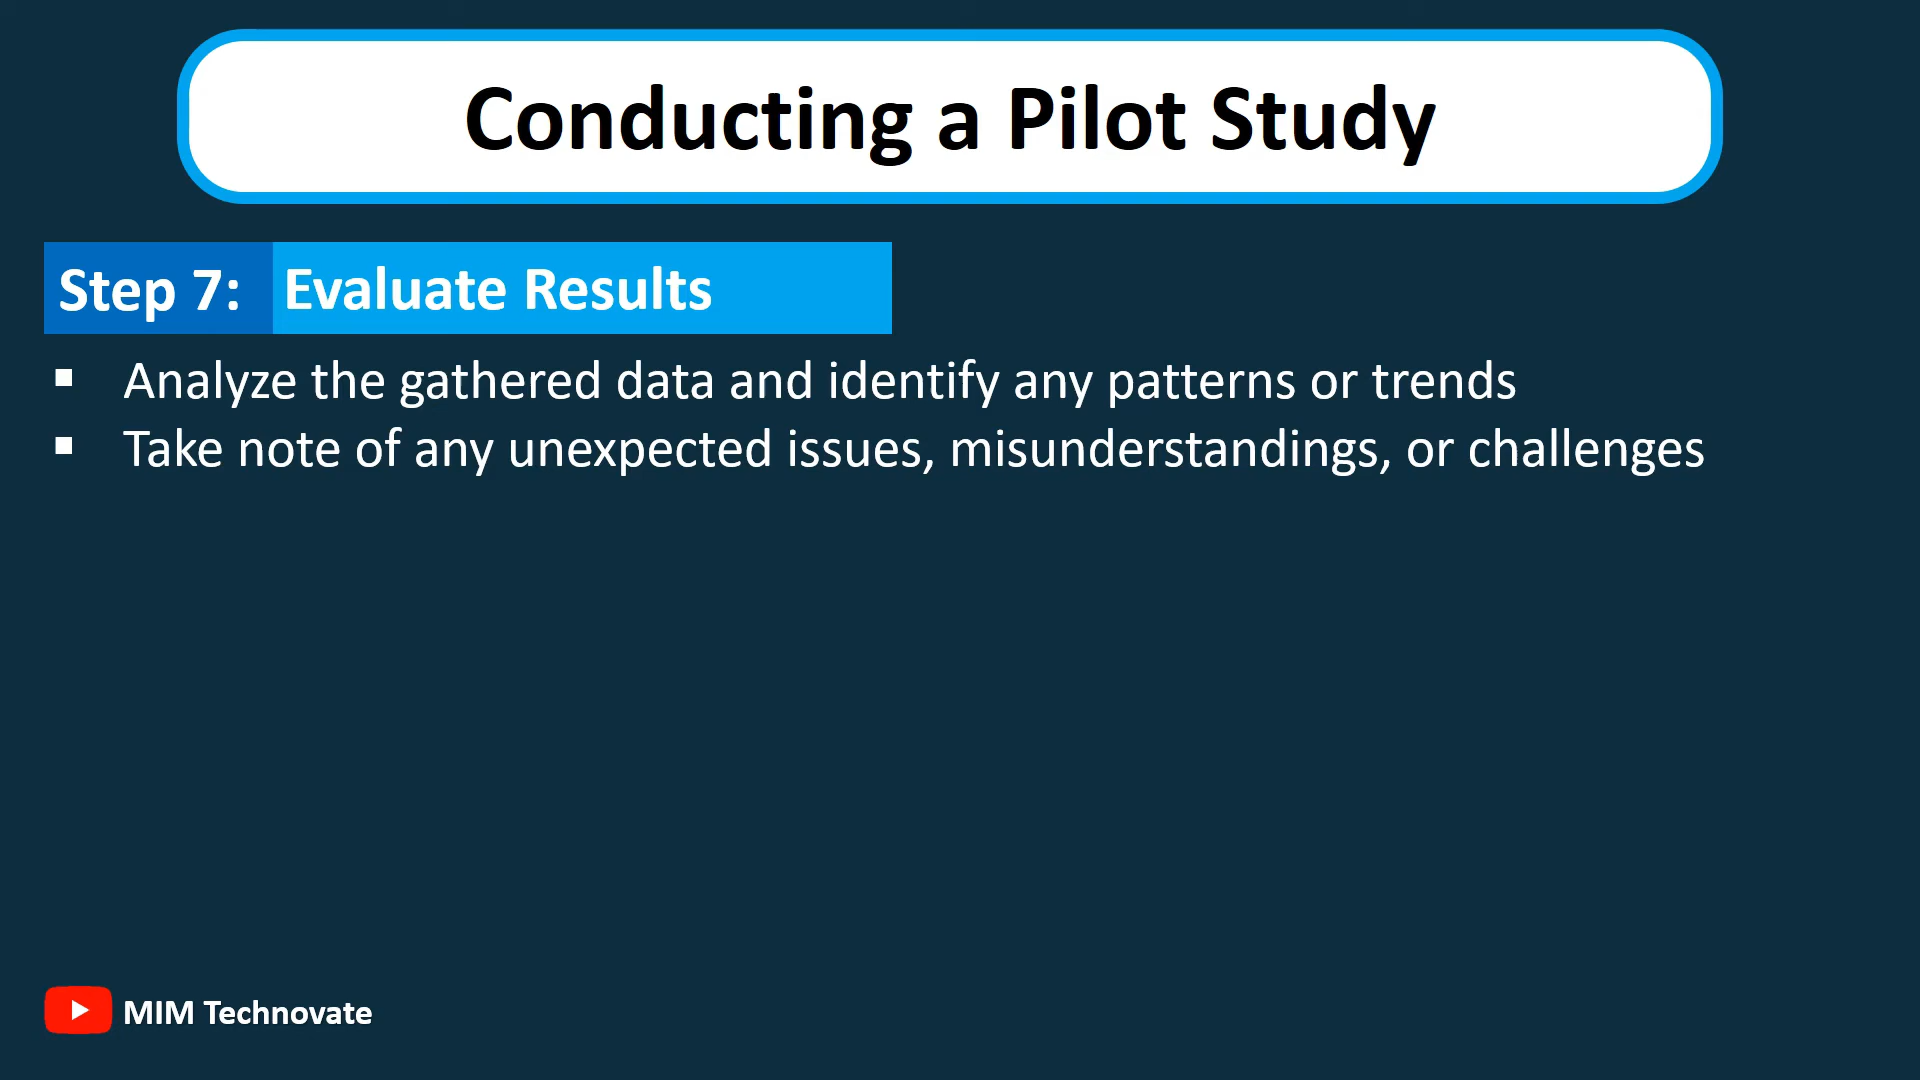 Conducting a Pilot Study
Step 7: Evaluate Results
▪ Analyze the gathered data and identify any patterns or trends
▪ Take note of any unexpected issues, misunderstandings, or challenges
MIM Technovate